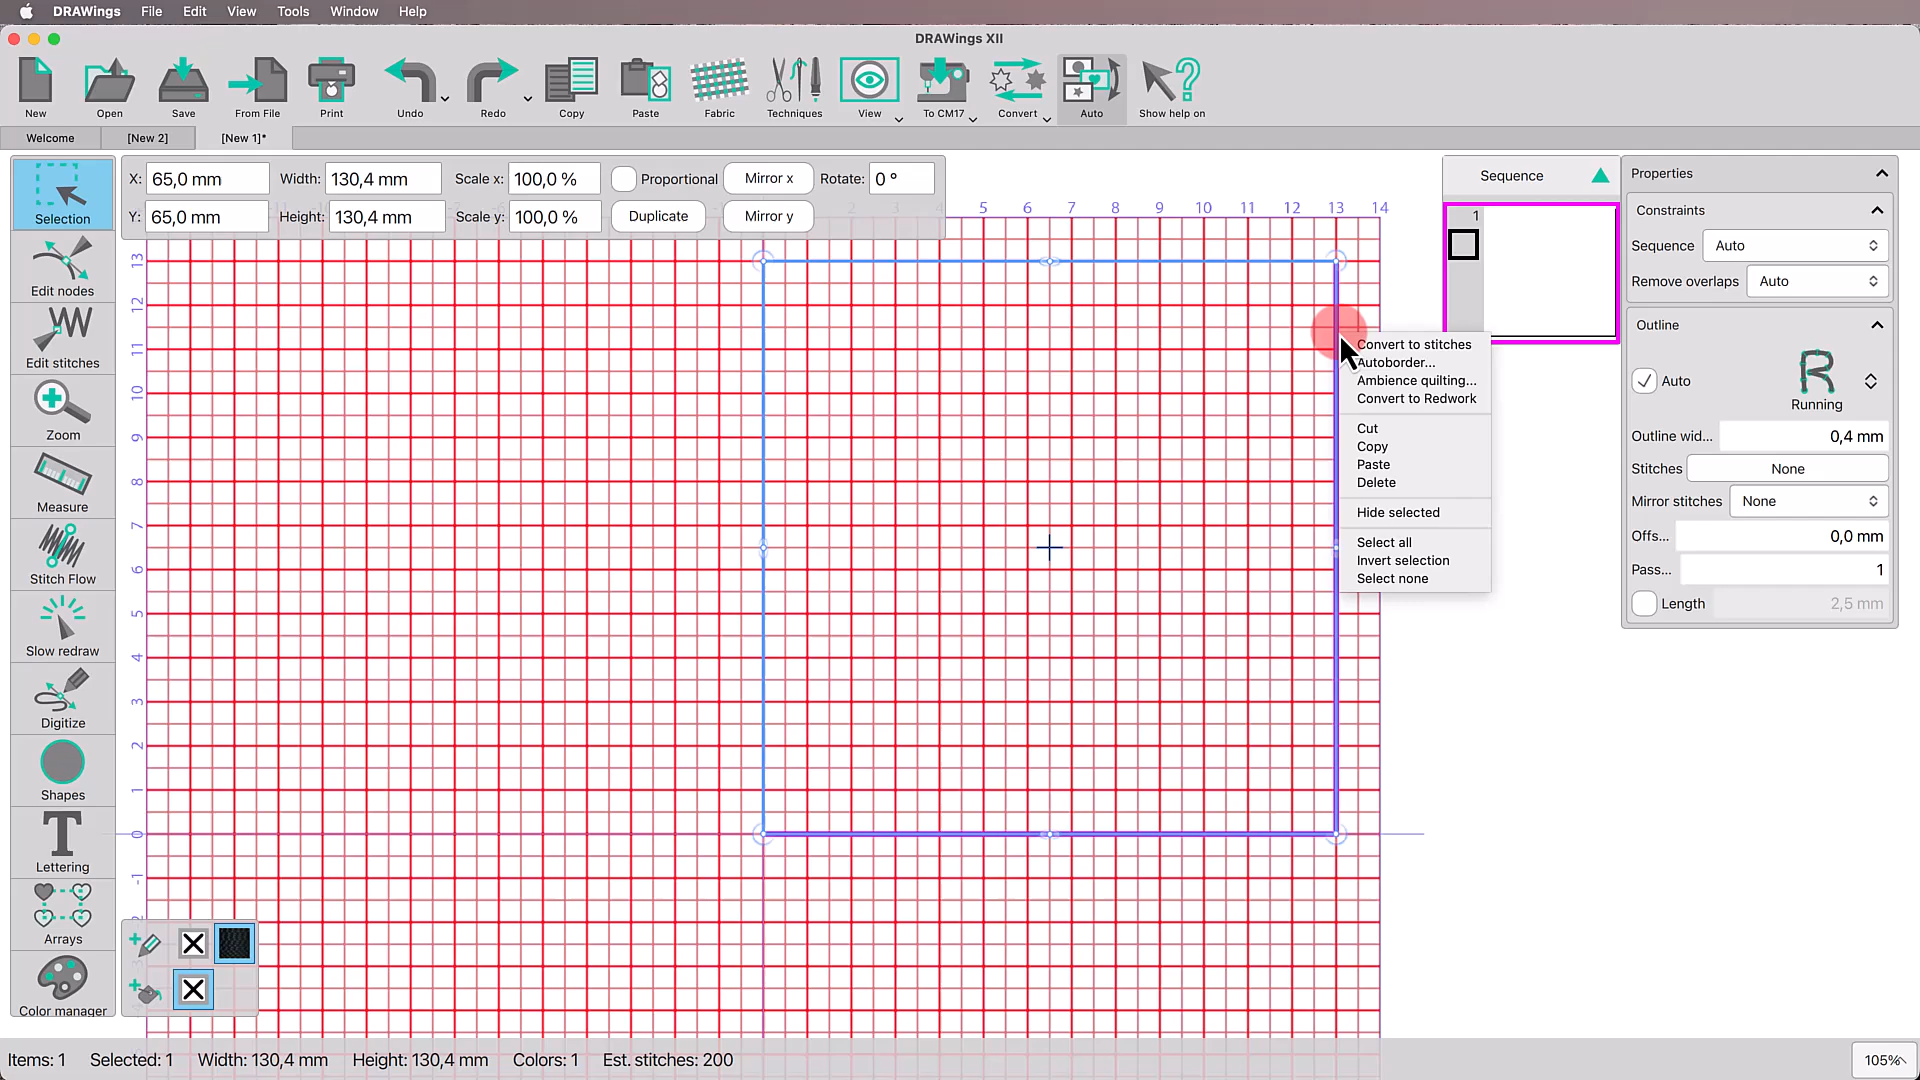 DRAWings File Edit View Tools Window Help
DRAWings XII
New Open Save From File Print Undo Redo Copy Paste Fabric Techniques View To CM17 Convert Auto Show help on
Welcome [New 2] [New 1]*
X: 65,0 mm Width: 130,4 mm Scale x: 100,0 % Proportional Mirror x Rotate: 0 °
Y: 65,0 mm Height: 130,4 mm Scale y: 100,0 % Duplicate Mirror y
2 3 4 5 6 7 8 9 10 11 12 13 14
13
12
11
10
9
8
7
6
5
4
3
2
1
0
-1
Selection
Edit nodes
Edit stitches
Zoom
Measure
Stitch Flow
Slow redraw
Digitize
Shapes
Lettering
Arrays
Color manager
Convert to stitches
Autoborder...
Ambience quilting...
Convert to Redwork
Cut
Copy
Paste
Delete
Hide selected
Select all
Invert selection
Select none
Sequence
1
Properties
Constraints
Sequence Auto
Remove overlaps Auto
Outline
Auto
Running
Outline wid... 0,4 mm
Stitches None
Mirror stitches None
Offs... 0,0 mm
Pass... 1
Length 2,5 mm
Items: 1 Selected: 1 Width: 130,4 mm Height: 130,4 mm Colors: 1 Est. stitches: 200
105%